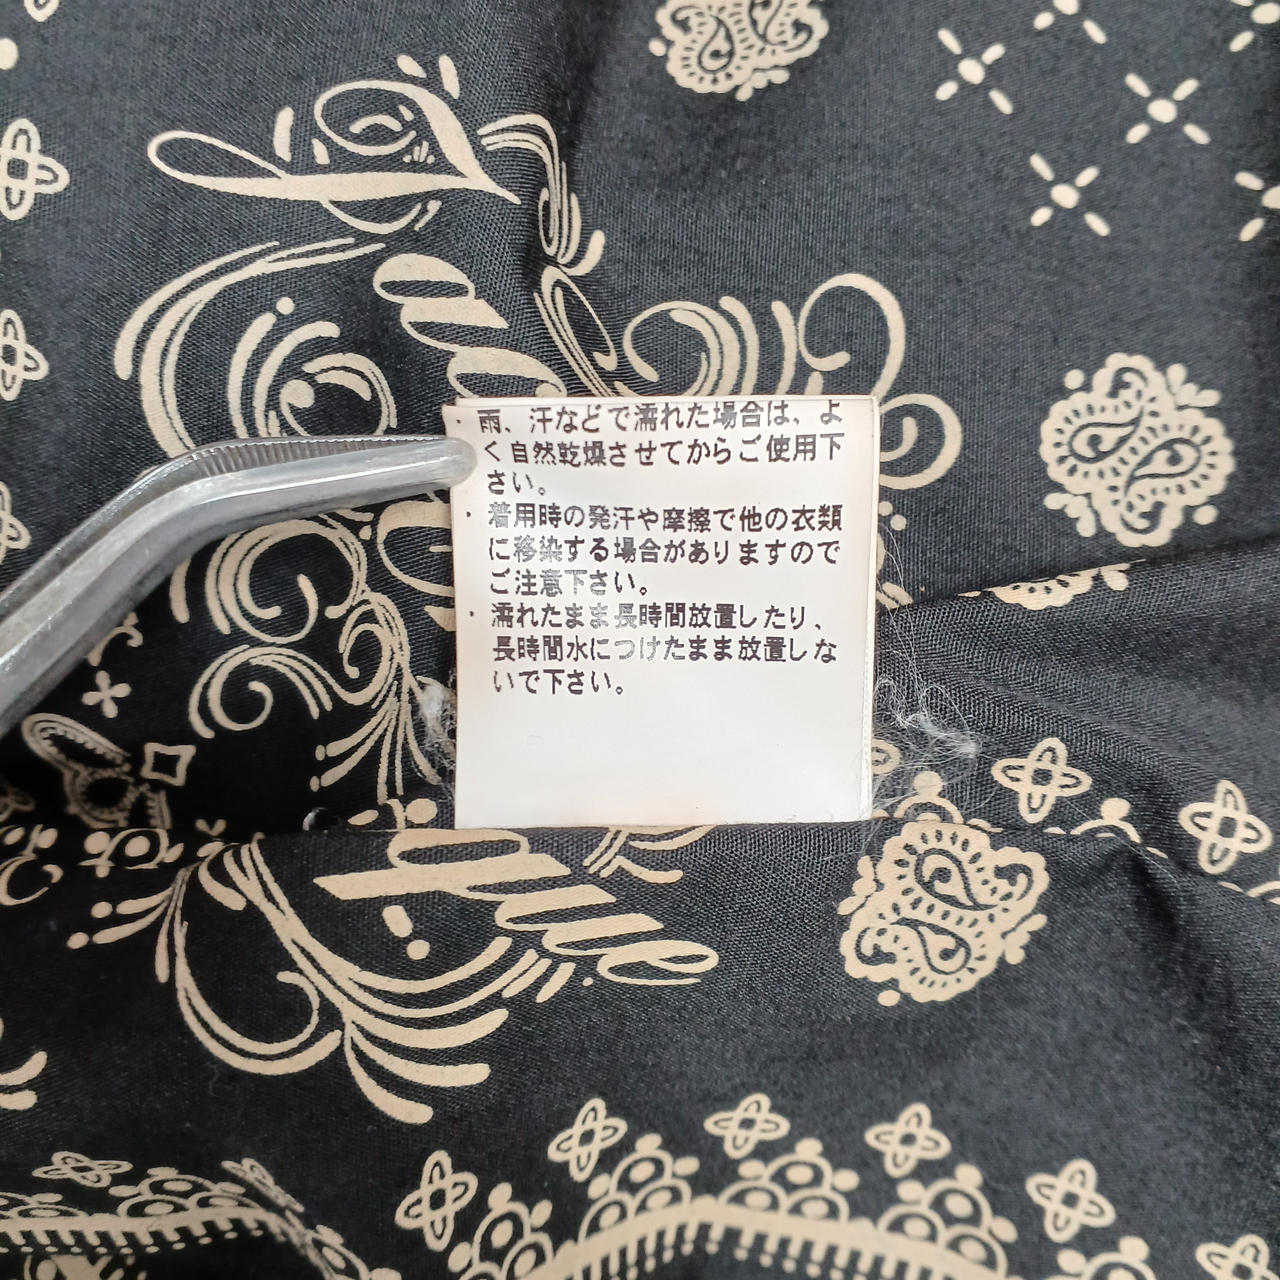 ・雨、汗などで濡れた場合は、よ
く自然乾燥させてからご使用下
さい。
・着用時の発汗や摩擦で他の衣類
に移染する場合がありますので
ご注意下さい。
・濡れたまま長時間放置したり、
長時間水につけたまま放置しな
いで下さい。